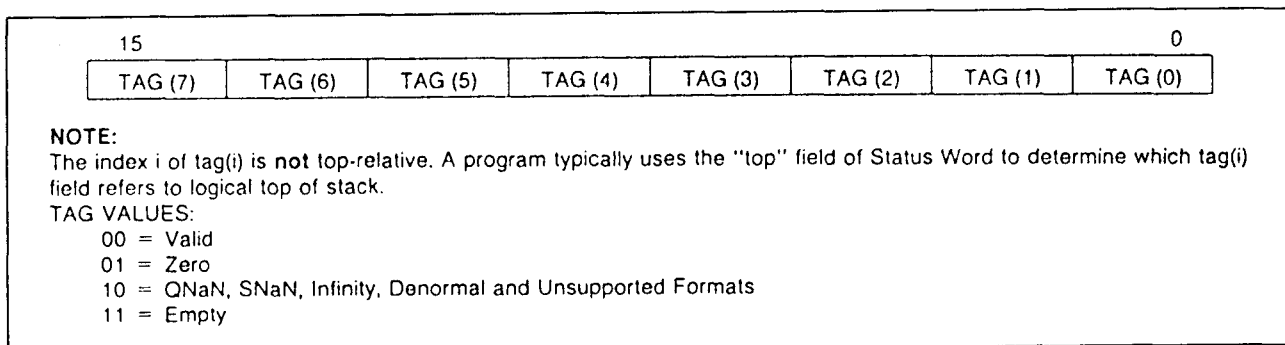 15 0
TAG (7) TAG (6) TAG (5) TAG (4) TAG (3) TAG (2) TAG (1) TAG (0)
NOTE:
The index i of tag(i) is not top-relative. A program typically uses the "top" field of Status Word to determine which tag(i)
field refers to logical top of stack.
TAG VALUES:
00 = Valid
01 = Zero
10 = QNaN, SNaN, Infinity, Denormal and Unsupported Formats
11 = Empty